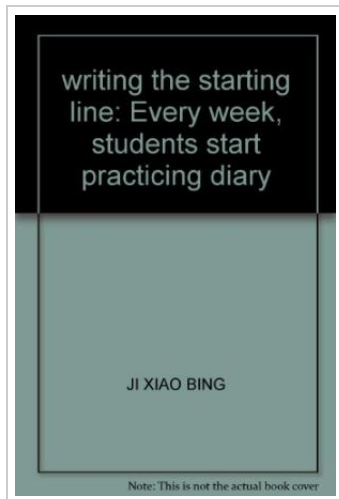 writing the starting
line: Every week,
students start
practicing diary
JI XIAO BING
Note: This is not the actual book cover